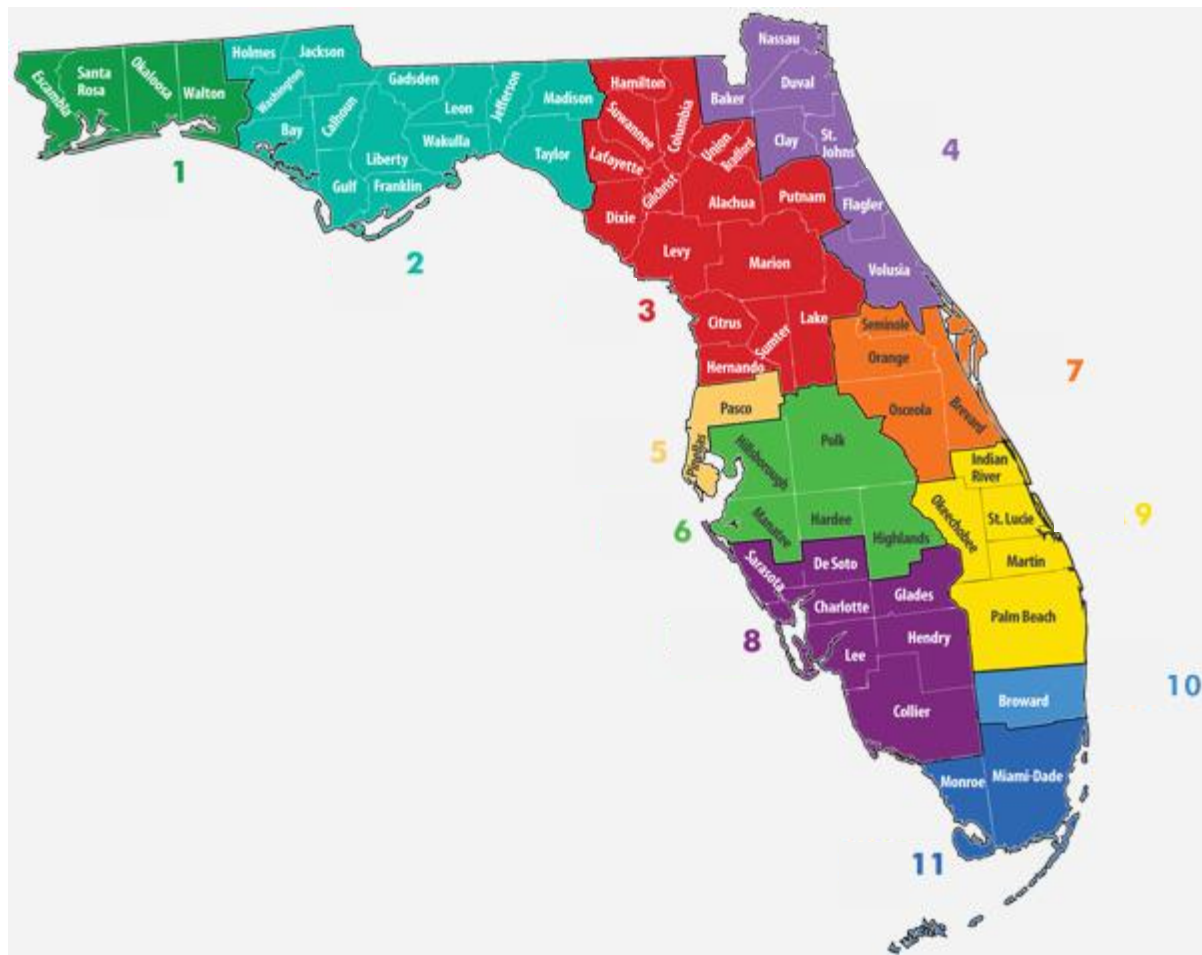 Nassau
Holmes
Jackson
Escambia
Santa
Rosa
Okaloosa
Walton
Washington
Gadsden
Leon
Jefferson
Madison
Hamilton
Baker
Duval
Bay
Calhoun
Wakulla
Taylor
Suwannee
Columbia
Union
Bradford
Clay
St.
Johns
4
1
Liberty
Lafayette
Gulf
Franklin
Gilchrist
Dixie
Alachua
Putnam
Flagler
2
Levy
Marion
Volusia
3
Citrus
Sumter
Lake
Seminole
Hernando
Orange
7
Pasco
Osceola
Brevard
5
Pinellas
Hillsborough
Polk
Indian
River
6
Manatee
Hardee
Highlands
Okeechobee
St. Lucie
9
Martin
Sarasota
De Soto
Charlotte
Glades
Palm Beach
8
Lee
Hendry
Collier
Broward
10
Monroe
Miami-Dade
11